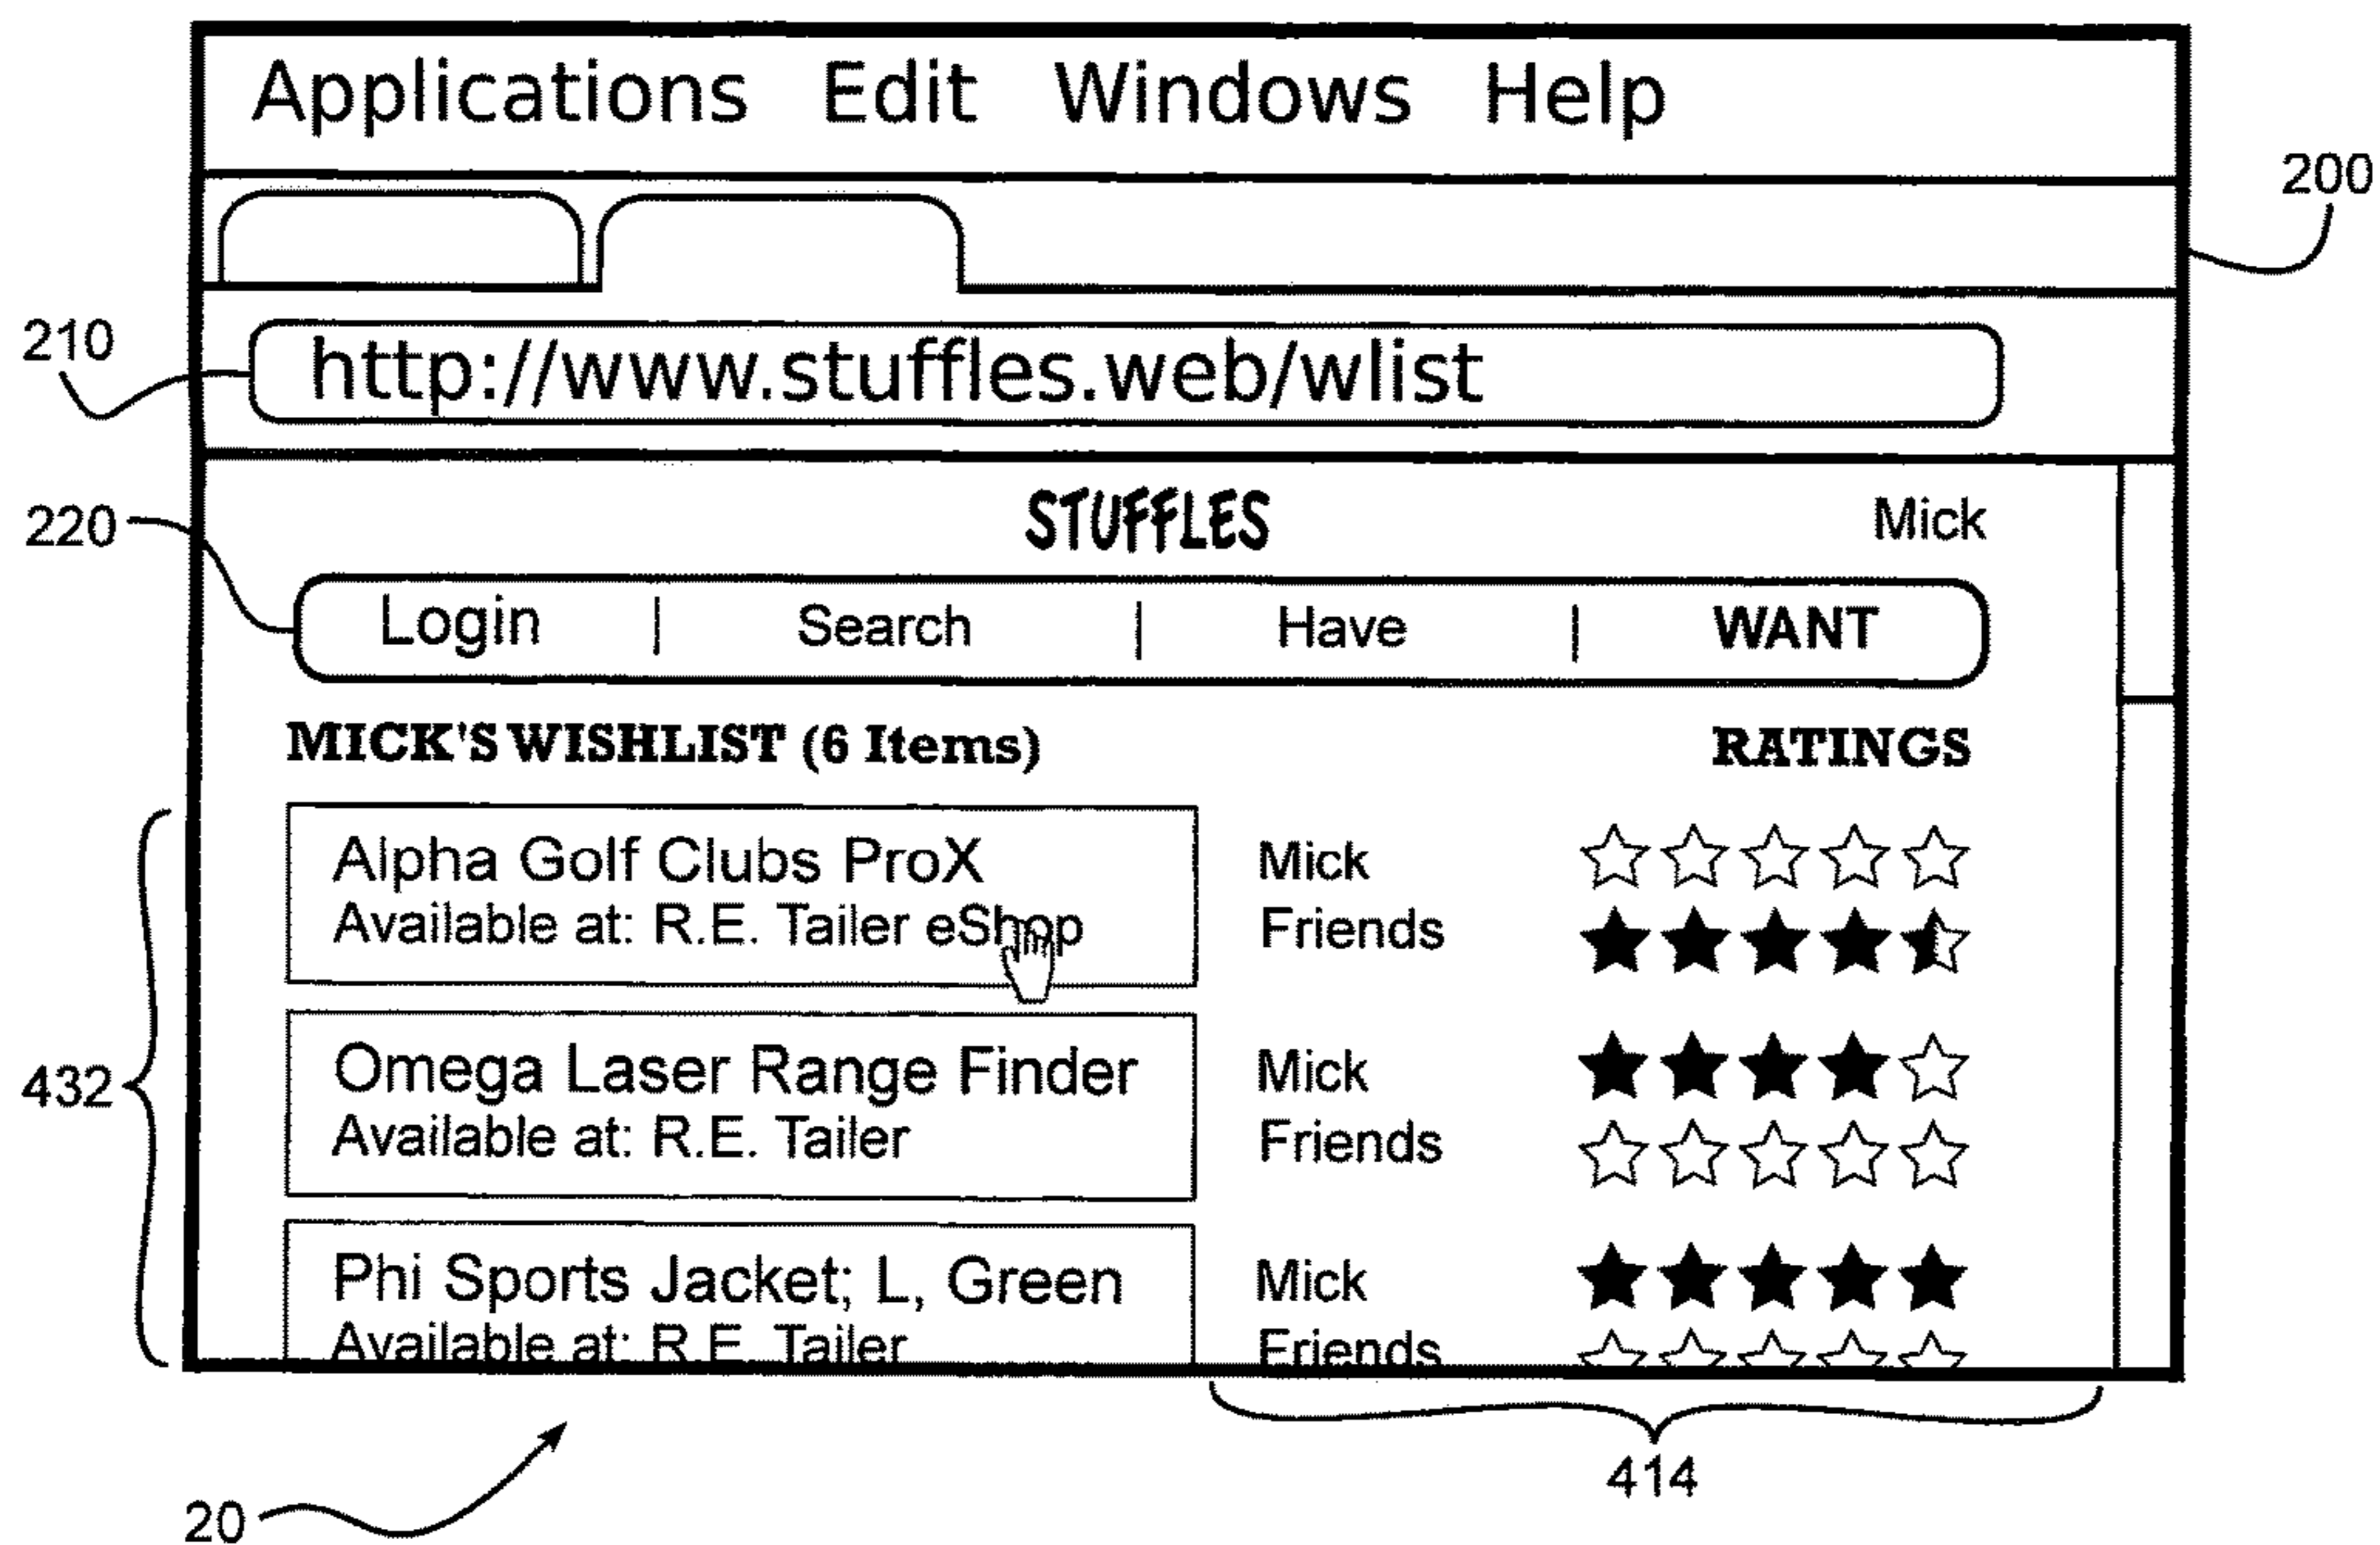 Applications Edit Windows Help
200
210
http://www.stuffles.web/wlist
220
STUFFLES Mick
Login | Search | Have | WANT
MICK'S WISHLIST (6 Items) RATINGS
Alpha Golf Clubs ProX Mick
Available at: R.E. Tailer eShop Friends
432
Omega Laser Range Finder Mick
Available at: R.E. Tailer Friends
Phi Sports Jacket; L, Green Mick
Available at: R.E. Tailer Friends
414
20